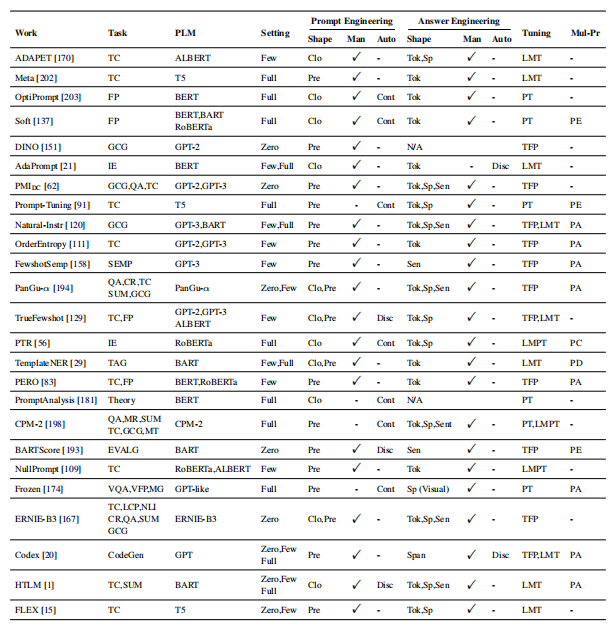 Prompt Engineering Answer Engineering
Work Task PLM Setting Tuning Mul-Pr
Shape Man Auto Shape Man Auto
ADAPET [170] TC ALBERT Few Clo ✓ - Tok,Sp ✓ - LMT -
Meta [202] TC T5 Full Pre ✓ - Tok ✓ - LMT -
OptiPrompt [203] FP BERT Full Clo ✓ Cont Tok ✓ - PT -
Soft [137] FP BERT,BART Full Clo ✓ Cont Tok ✓ - PT PE
RoBERTa
DINO [151] GCG GPT-2 Zero Pre ✓ - N/A TFP -
AdaPrompt [21] IE BERT Few,Full Clo ✓ - Tok - Disc LMT -
PMIDC [62] GCG,QA,TC GPT-2,GPT-3 Zero Pre ✓ - Tok,Sp,Sen ✓ - TFP -
Prompt-Tuning [91] TC T5 Full Pre - Cont Tok,Sp ✓ - PT PE
Natural-Instr [120] GCG GPT-3,BART Few,Full Pre ✓ - Tok,Sp,Sen ✓ - TFP,LMT PA
OrderEntropy [111] TC GPT-2,GPT-3 Few Pre ✓ - Tok ✓ - TFP PA
FewshotSemp [158] SEMP GPT-3 Few Pre ✓ - Sen ✓ - TFP PA
PanGu-α [194] QA,CR,TC PanGu-α Zero,Few Clo,Pre ✓ - Tok,Sp,Sen ✓ - TFP PA
SUM,GCG
TrueFewshot [129] TC,FP GPT-2,GPT-3 Few Clo,Pre ✓ Disc Tok,Sp ✓ - TFP,LMT -
ALBERT
PTR [56] IE RoBERTa Full Clo ✓ Cont Tok,Sp ✓ - LMPT PC
TemplateNER [29] TAG BART Few,Full Clo,Pre ✓ - Tok ✓ - LMT PD
PERO [83] TC,FP BERT,RoBERTa Few Pre ✓ - Tok ✓ - TFP PA
PromptAnalysis [181] Theory BERT Full Clo - Cont N/A PT -
CPM-2 [198] QA,MR,SUM CPM-2 Full Pre - Cont Tok,Sp,Sent ✓ - PT,LMPT -
TC,GCG,MT
BARTScore [193] EVALG BART Zero Pre ✓ Disc Sen ✓ - TFP PE
NullPrompt [109] TC RoBERTa,ALBERT Few Pre ✓ - Tok ✓ - LMPT -
Frozen [174] VQA,VFP,MG GPT-like Full Pre - Cont Sp (Visual) ✓ - PT PA
ERNIE-B3 [167] TC,LCP,NLI ERNIE-B3 Zero Clo,Pre ✓ - Tok,Sp,Sen ✓ - TFP -
CR,QA,SUM
GCG
Codex [20] CodeGen GPT Zero,Few Pre ✓ - Span ✓ Disc TFP,LMT PA
Full
HTLM [1] TC,SUM BART Zero,Few Clo ✓ Disc Tok,Sp,Sen ✓ - LMT PA
Full
FLEX [15] TC T5 Zero,Few Pre ✓ - Tok,Sp ✓ - LMT -